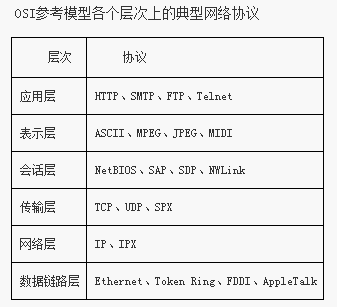 OSI参考模型各个层次上的典型网络协议
层次 协议
应用层 HTTP、SMTP、FTP、Telnet
表示层 ASCII、MPEG、JPEG、MIDI
会话层 NetBIOS、SAP、SDP、NWLink
传输层 TCP、UDP、SPX
网络层 IP、IPX
数据链路层 Ethernet、Token Ring、FDDI、AppleTalk